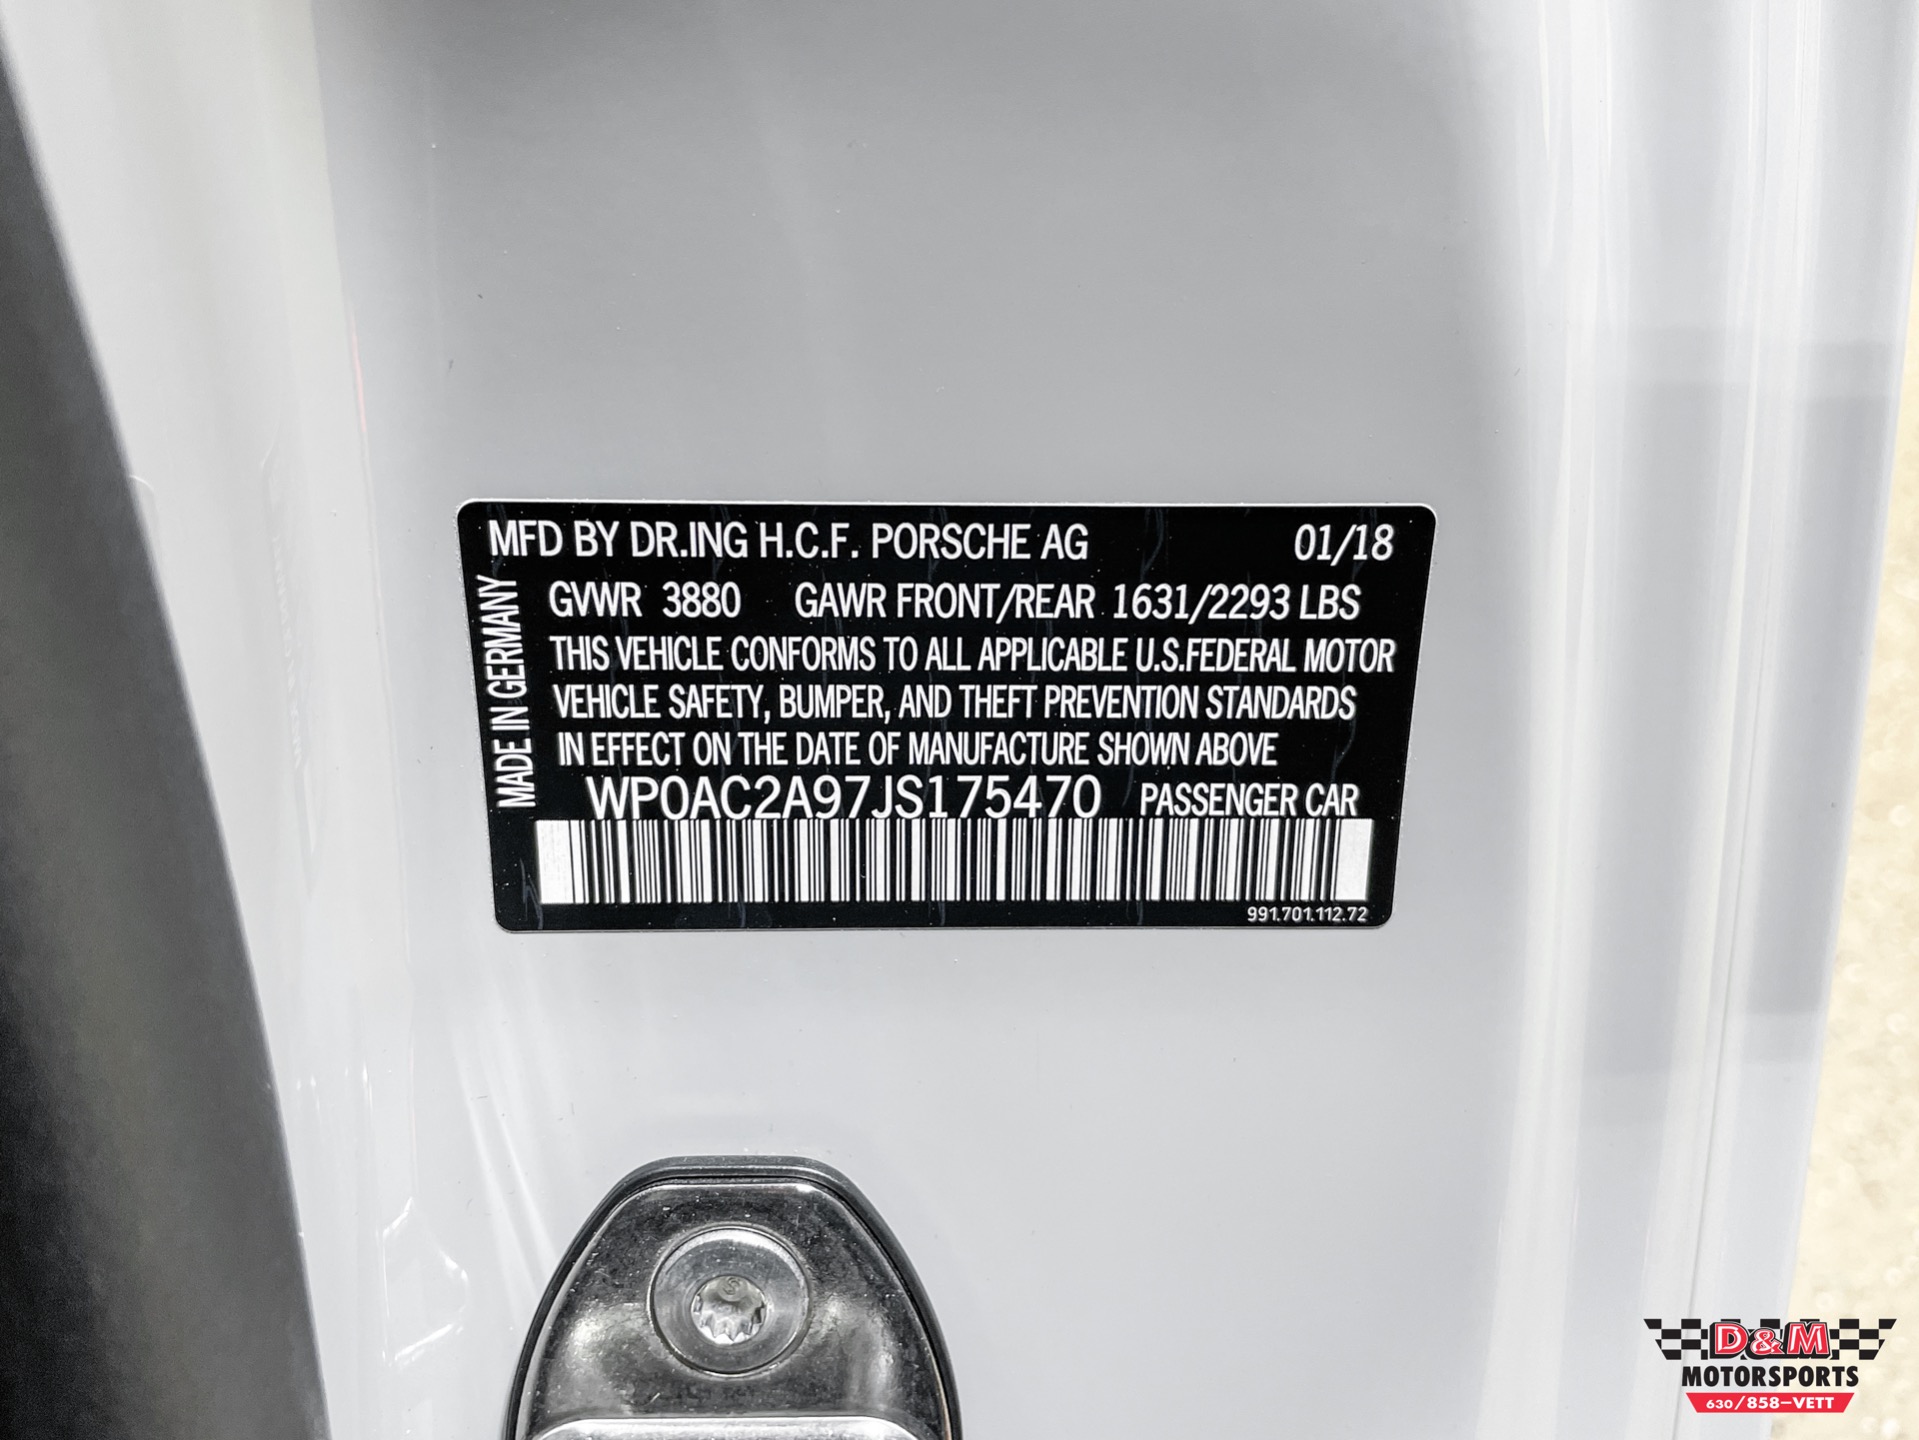 MFD BY DR.ING H.C.F. PORSCHE AG 01/18
MADE IN GERMANY
GVWR 3880 GAWR FRONT/REAR 1631/2293 LBS
THIS VEHICLE CONFORMS TO ALL APPLICABLE U.S.FEDERAL MOTOR
VEHICLE SAFETY, BUMPER, AND THEFT PREVENTION STANDARDS
IN EFFECT ON THE DATE OF MANUFACTURE SHOWN ABOVE
WP0AC2A97JS175470 PASSENGER CAR
991.701.112.72
D&M
MOTORSPORTS
630/858-VETT